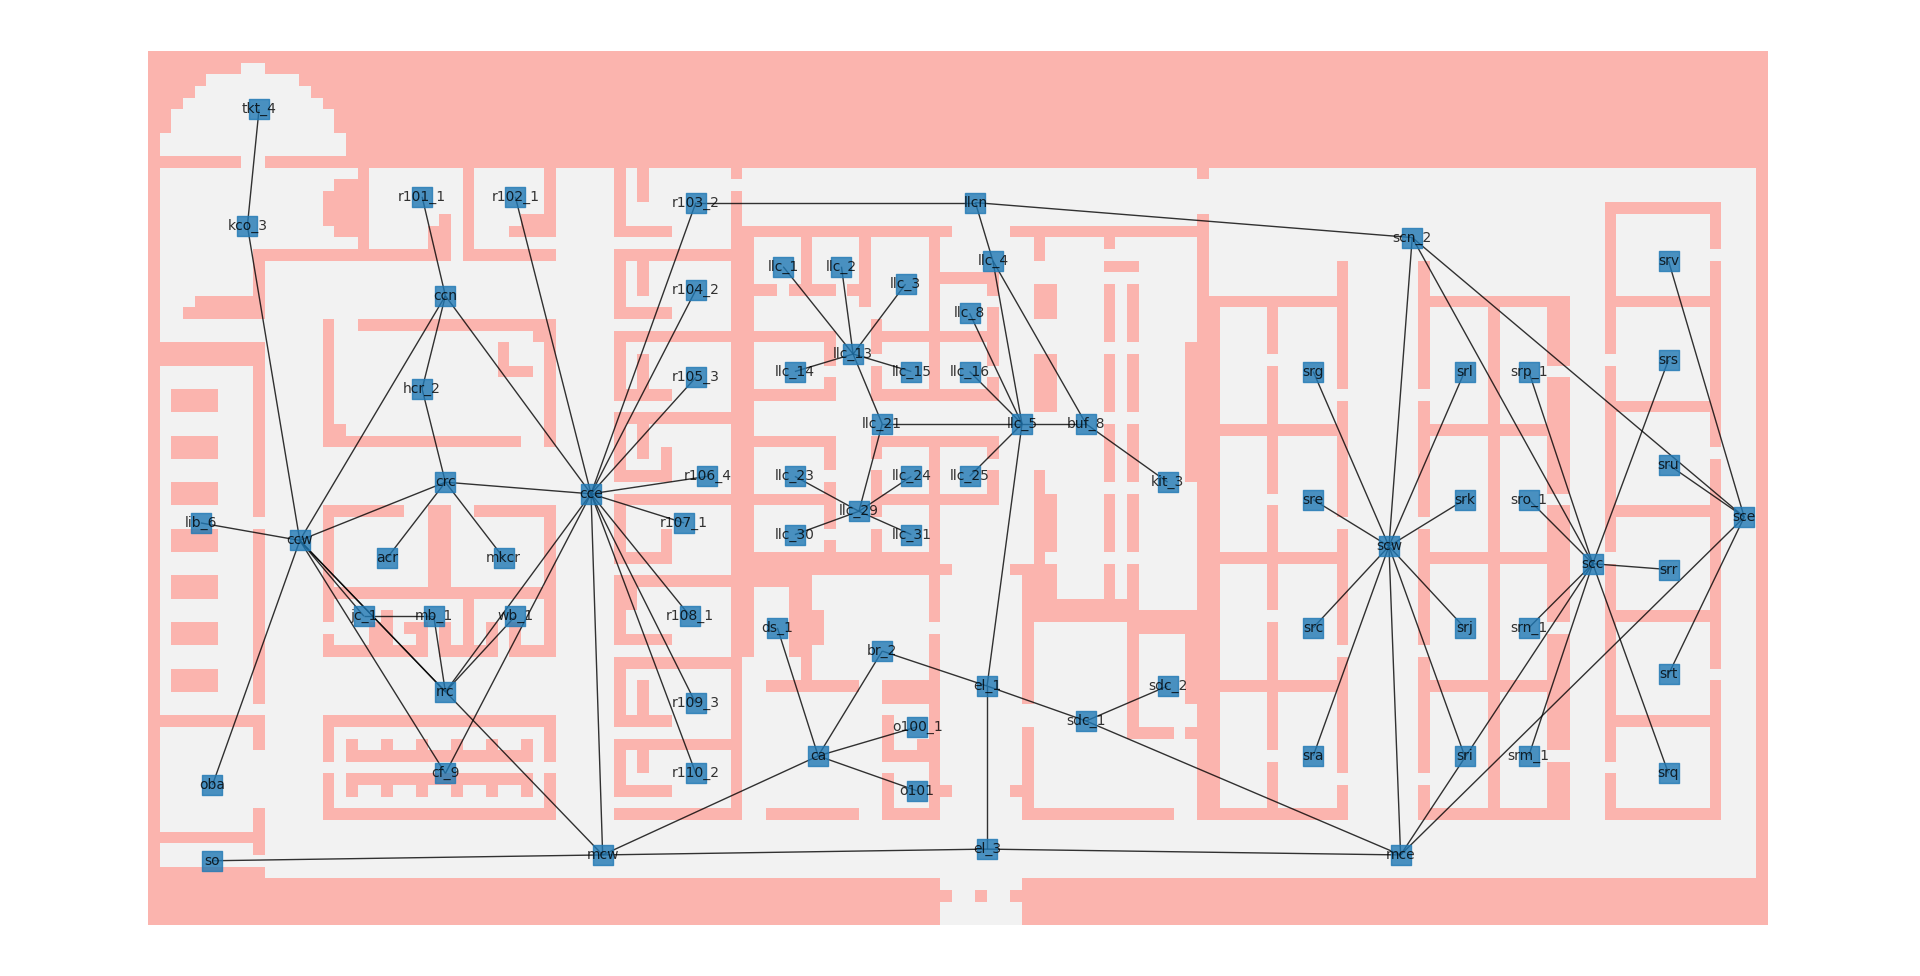 tkt_4
r101_1
r102_1
r103_2
llcn
kco_3
scn_2
llc_1
llc_2
llc_4
srv
llc_3
r104_2
ccn
llc_8
llc_13
srs
r105_3
llc_14
llc_15
llc_16
srg
srl
srp_1
hcr_2
llc_21
llc_5
buf_8
sru
r106_4
llc_23
llc_24
llc_25
crc
kit_3
cce
sre
srk
sro_1
llc_29
sce
lib_6
r107_1
llc_30
llc_31
ccw
scw
acr
mkcr
scc
srr
jc_1
mb_1
wb_1
r108_1
ds_1
src
srj
srn_1
br_2
srt
rrc
el_1
sdc_2
r109_3
sdc_1
o100_1
ca
sra
sri
srm_1
cf_9
r110_2
srq
oba
o101
so
mcw
el_3
mce